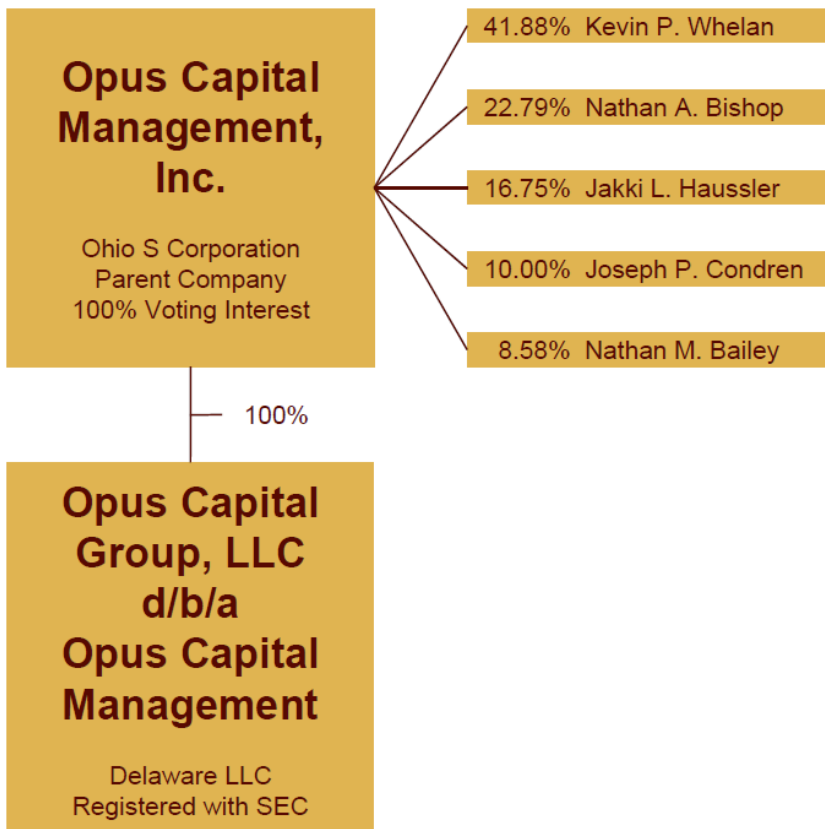 Opus Capital
Management,
Inc.
Ohio S Corporation
Parent Company
100% Voting Interest
41.88% Kevin P. Whelan
22.79% Nathan A. Bishop
16.75% Jakki L. Haussler
10.00% Joseph P. Condren
8.58% Nathan M. Bailey
100%
Opus Capital
Group, LLC
d/b/a
Opus Capital
Management
Delaware LLC
Registered with SEC